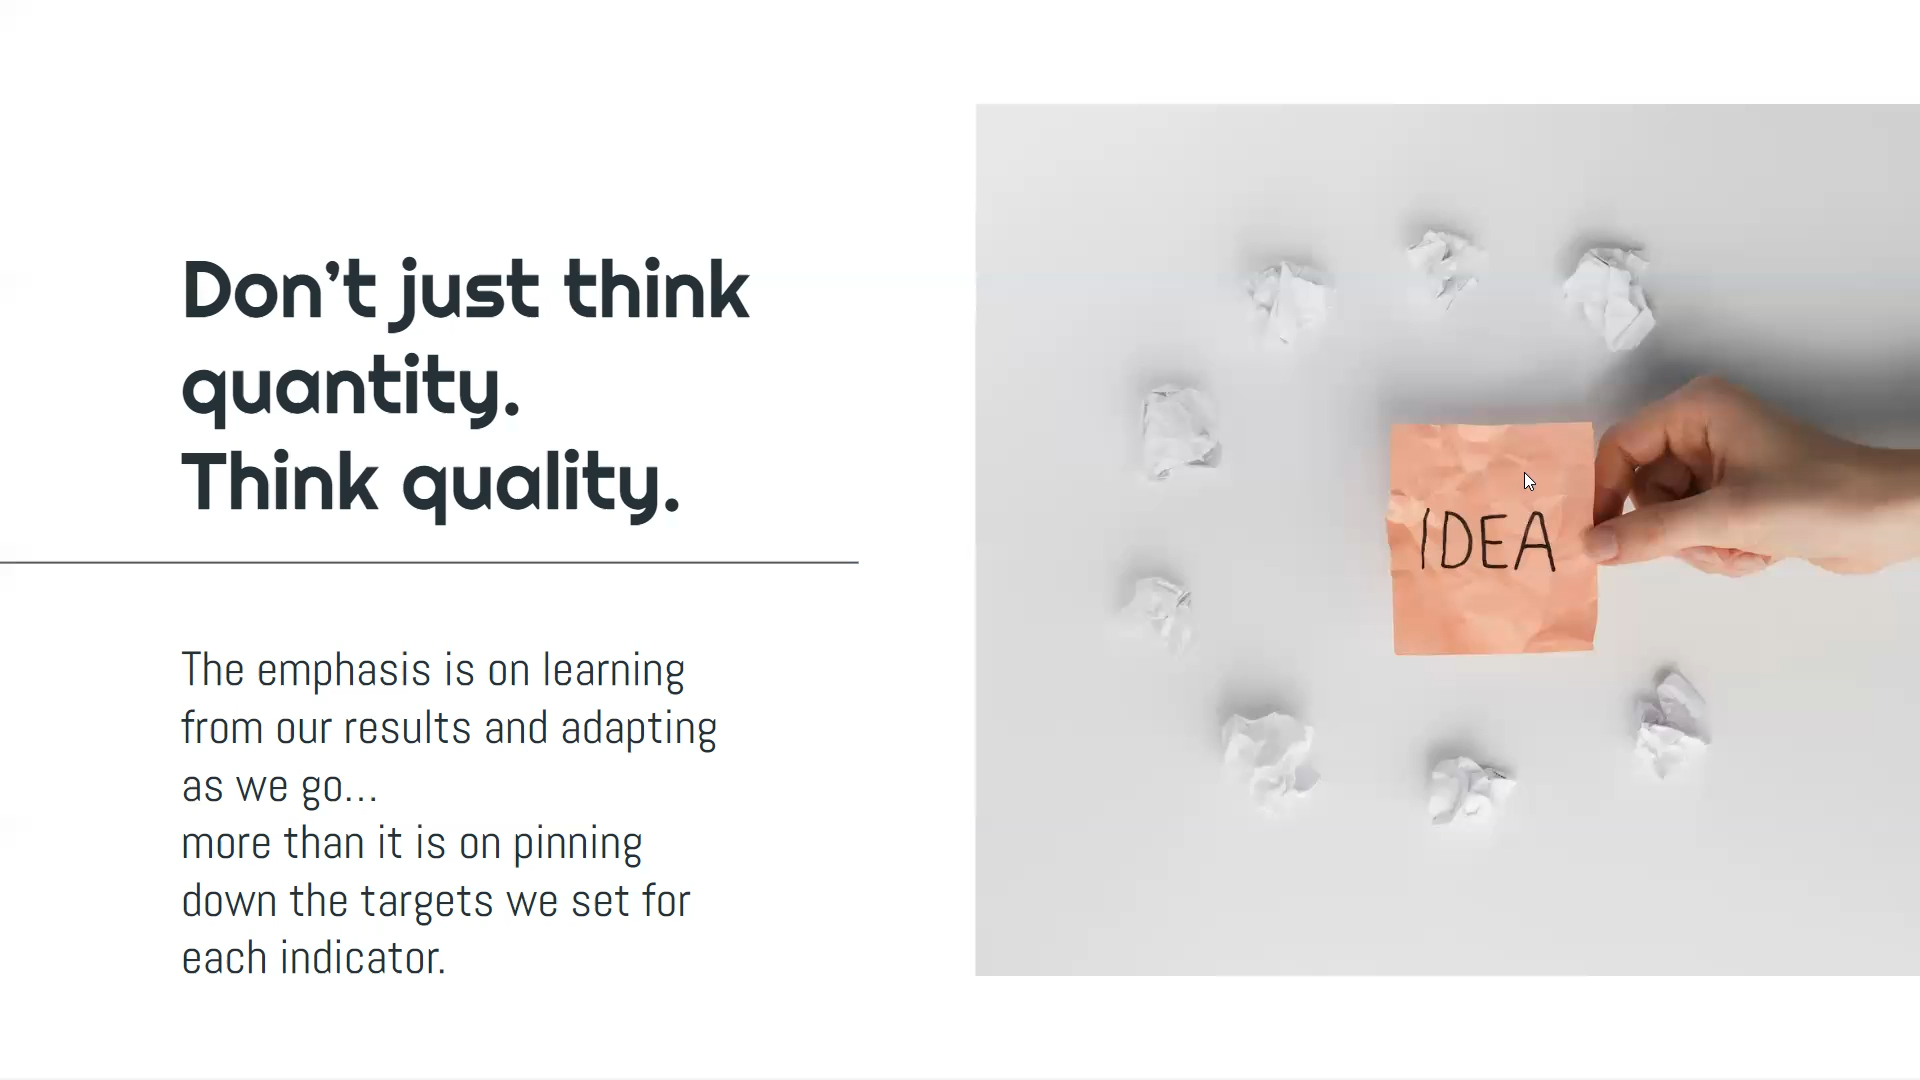 Don’t just think
quantity.
Think quality.
The emphasis is on learning
from our results and adapting
as we go...
more than it is on pinning
down the targets we set for
each indicator.
IDEA